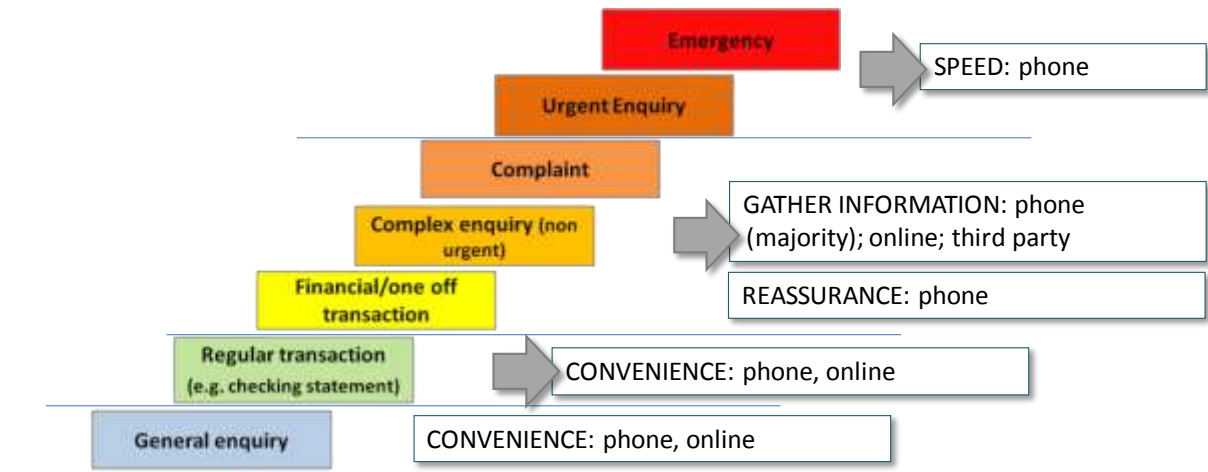 Emergency
SPEED: phone
Urgent Enquiry
Complaint
GATHER INFORMATION: phone
(majority); online; third party
Complex enquiry (non
urgent)
REASSURANCE: phone
Financial/one off
transaction
Regular transaction
(e.g. checking statement)
CONVENIENCE: phone, online
General enquiry
CONVENIENCE: phone, online